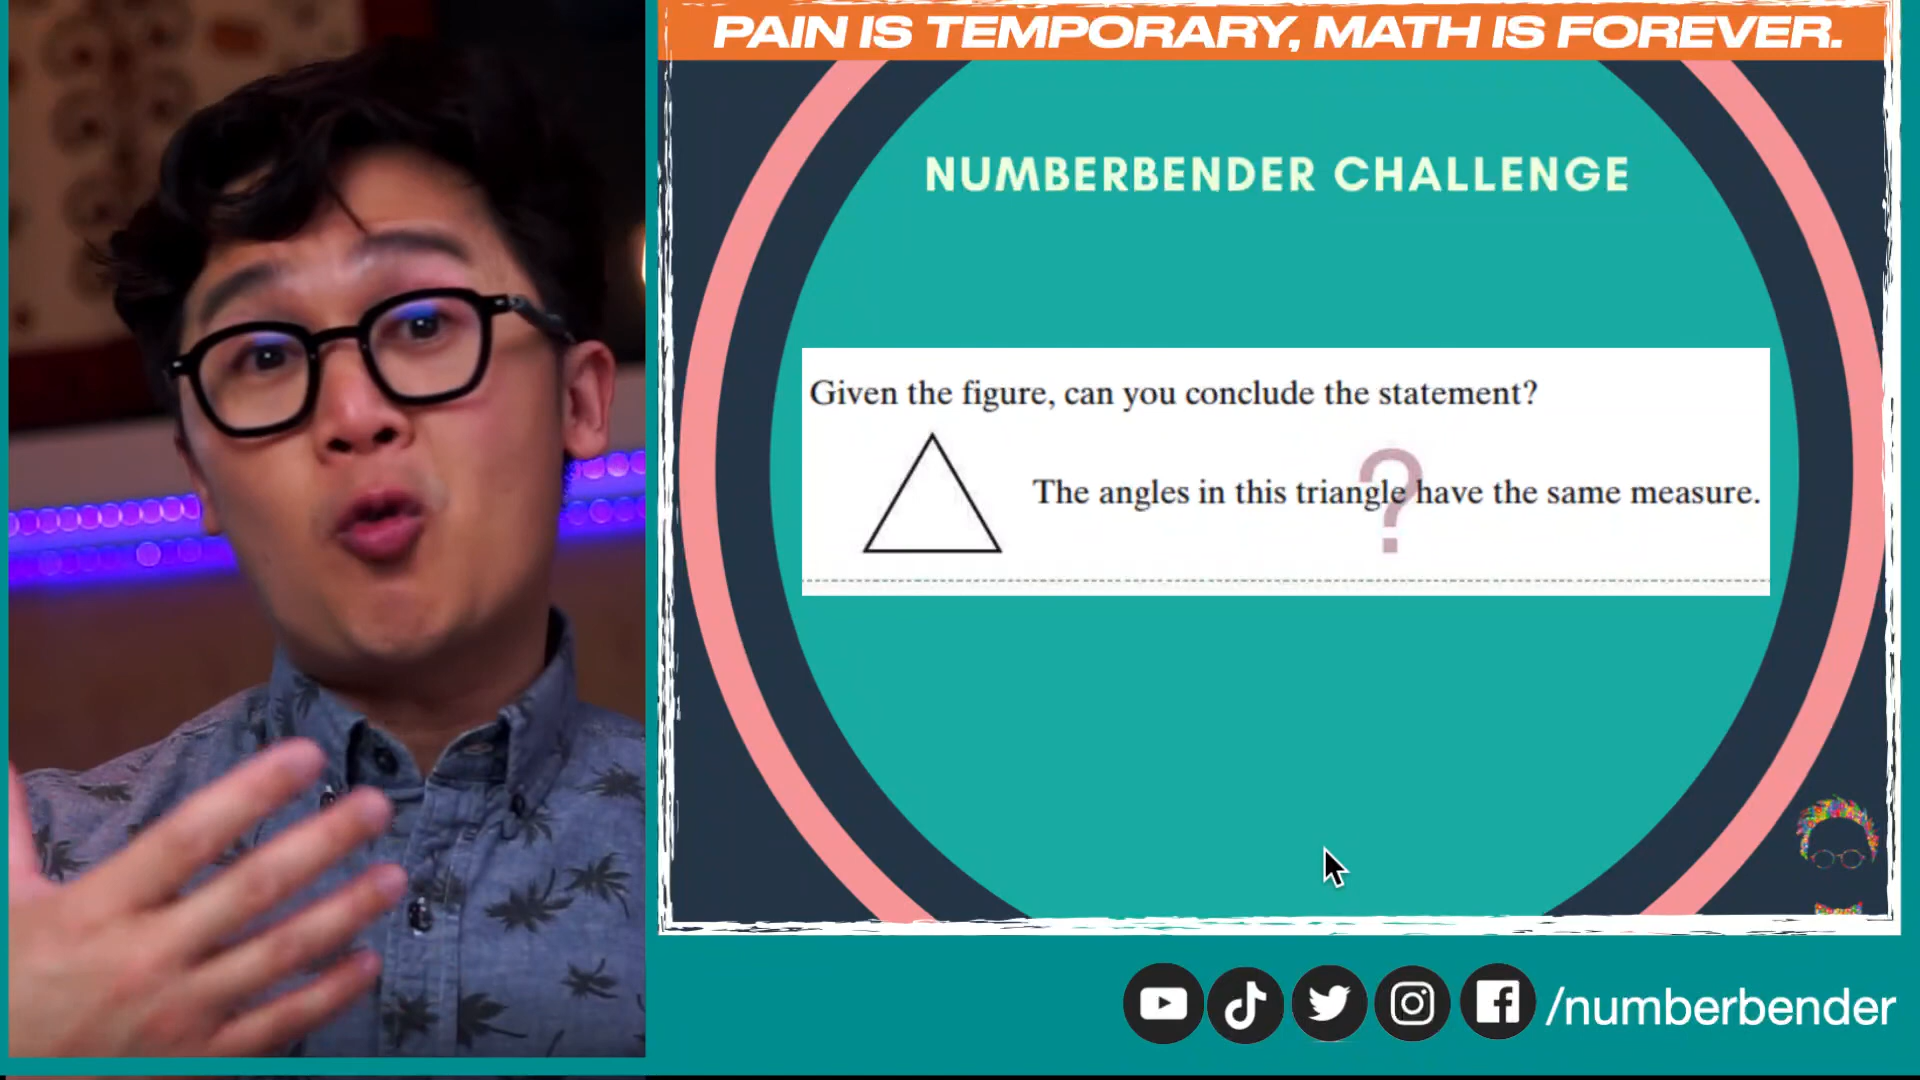 PAIN IS TEMPORARY, MATH IS FOREVER.
NUMBERBENDER CHALLENGE
Given the figure, can you conclude the statement?
?
The angles in this triangle have the same measure.
/numberbender